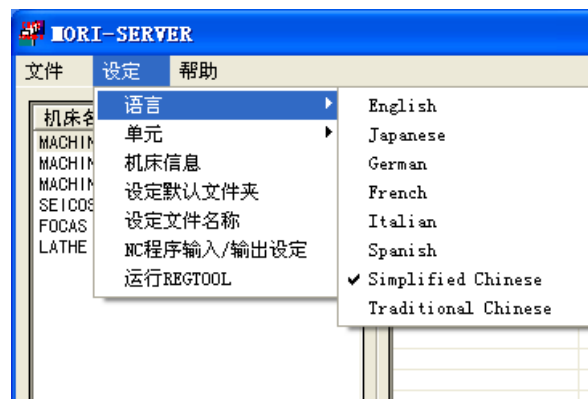 MORI-SERVER
文件 设定 帮助
语言
单元
机床信息
设定默认文件夹
设定文件名称
NC程序输入/输出设定
运行REGTOOL
English
Japanese
German
French
Italian
Spanish
Simplified Chinese
Traditional Chinese
机床名
MACHIN
MACHIN
MACHIN
SEICOS
FOCAS
LATHE